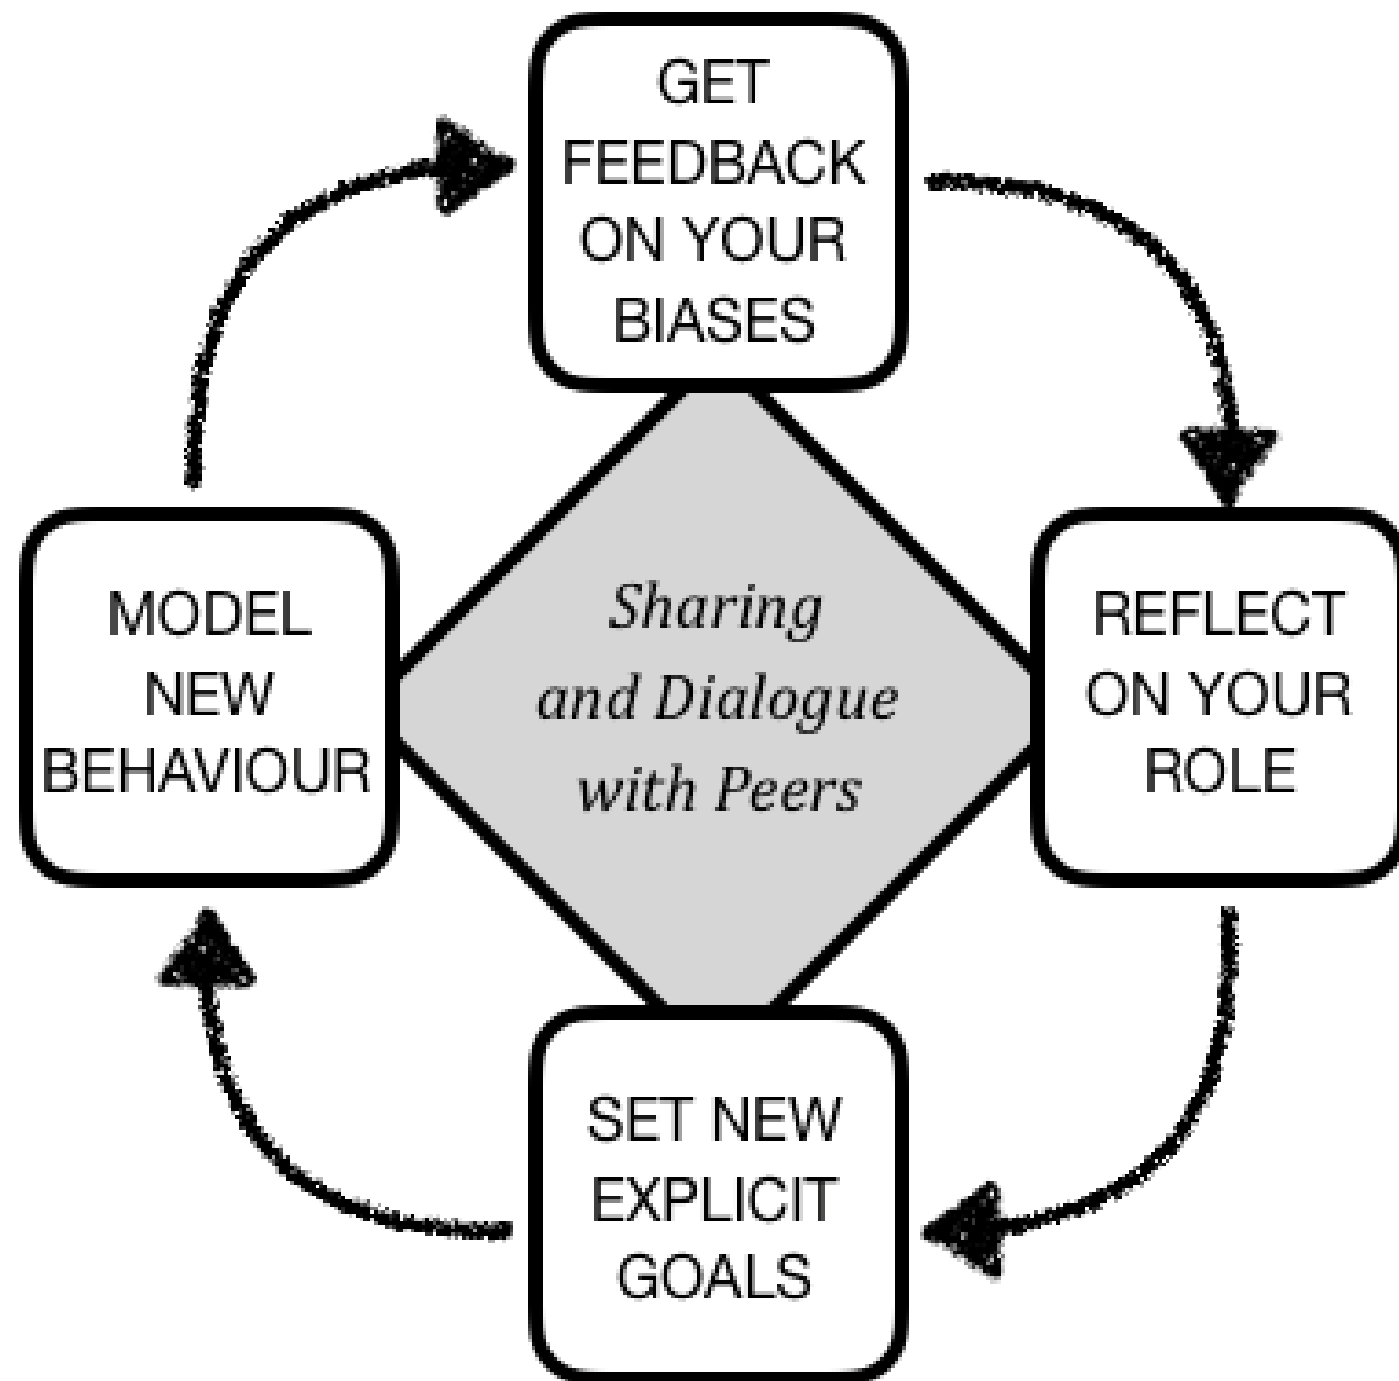 GET
FEEDBACK
ON YOUR
BIASES
MODEL
NEW
BEHAVIOUR
Sharing
and Dialogue
with Peers
REFLECT
ON YOUR
ROLE
SET NEW
EXPLICIT
GOALS